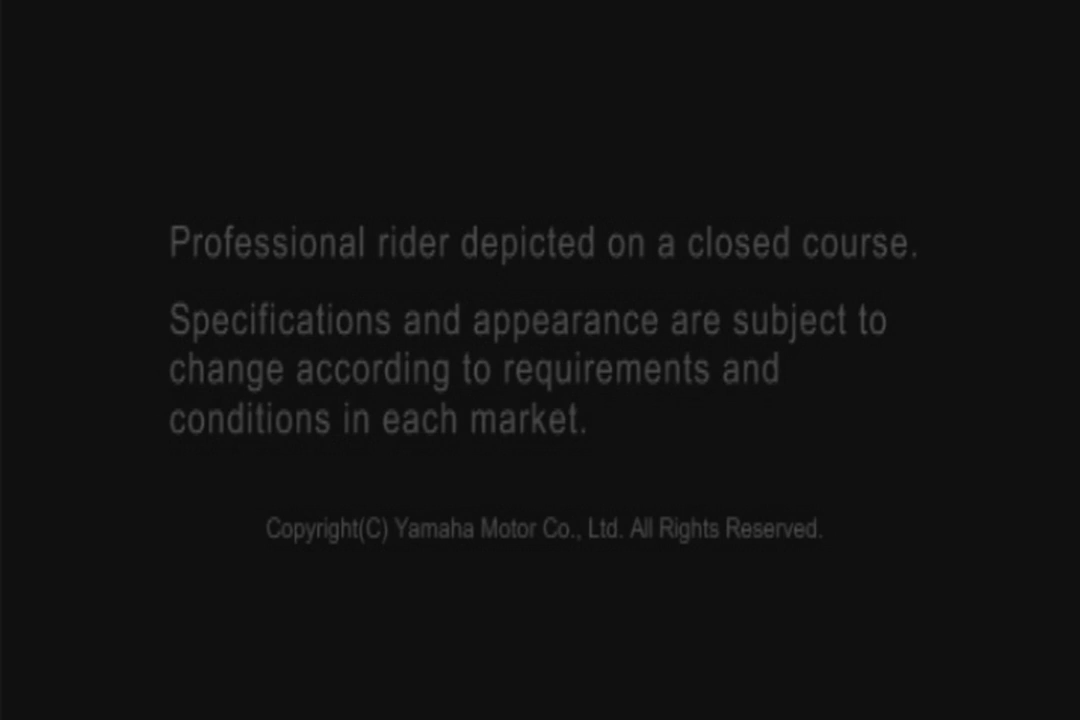 Professional rider depicted on a closed course.
Specifications and appearance are subject to
change according to requirements and
conditions in each market.
Copyright(C) Yamaha Motor Co., Ltd. All Rights Reserved.